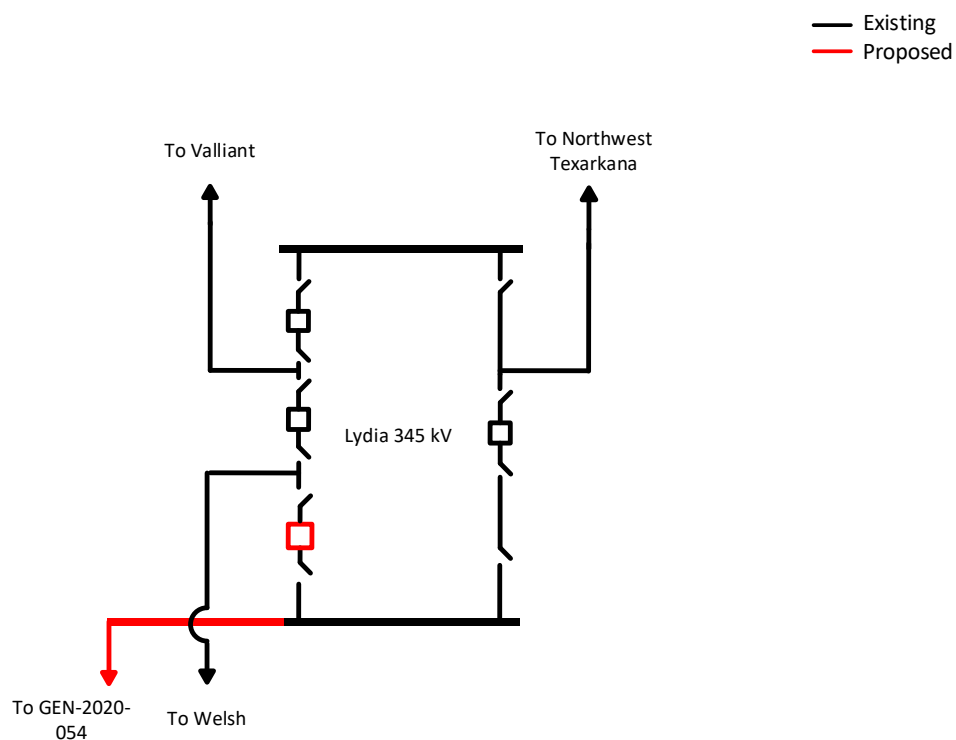 Existing
Proposed
To Valliant
To Northwest
Texarkana
Lydia 345 kV
To GEN-2020-
054
To Welsh